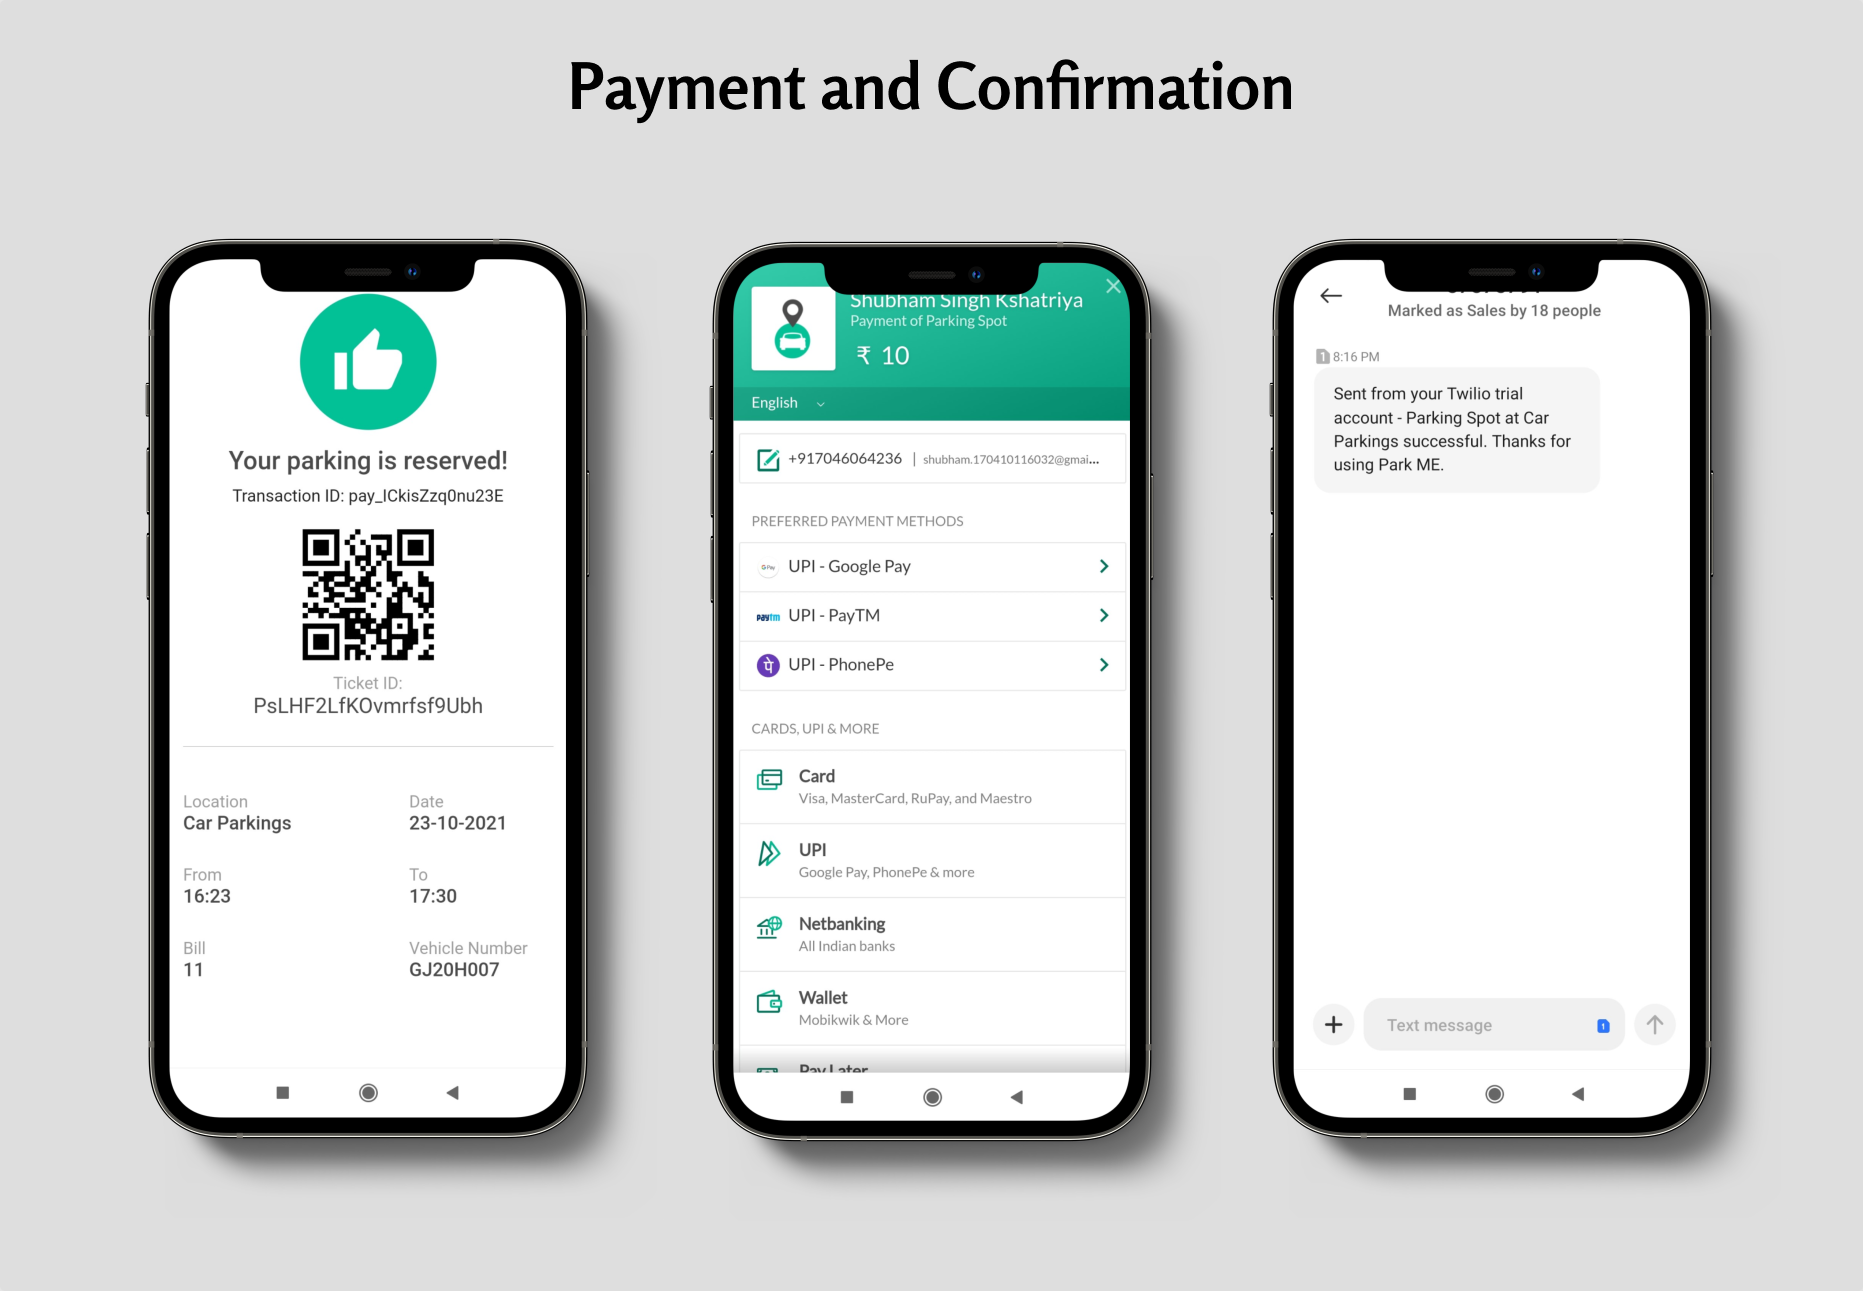 Payment and Confirmation
Your parking is reserved!
Transaction ID: pay_ICkisZzq0nu23E
Ticket ID:
PsLHF2LfKOvmrfsf9Ubh
Location
Date
Car Parkings
23-10-2021
From
To
16:23
17:30
Bill
Vehicle Number
11
GJ20H007
Shubham Singh Kshatriya
Payment of Parking Spot
₹ 10
English
+917046064236 | shubham.170410116032@gmai...
PREFERRED PAYMENT METHODS
G Pay UPI - Google Pay
paytm UPI - PayTM
पे UPI - PhonePe
CARDS, UPI & MORE
Card
Visa, MasterCard, RuPay, and Maestro
UPI
Google Pay, PhonePe & more
Netbanking
All Indian banks
Wallet
Mobikwik & More
Pay Later
Marked as Sales by 18 people
1 8:16 PM
Sent from your Twilio trial
account - Parking Spot at Car
Parkings successful. Thanks for
using Park ME.
Text message 1